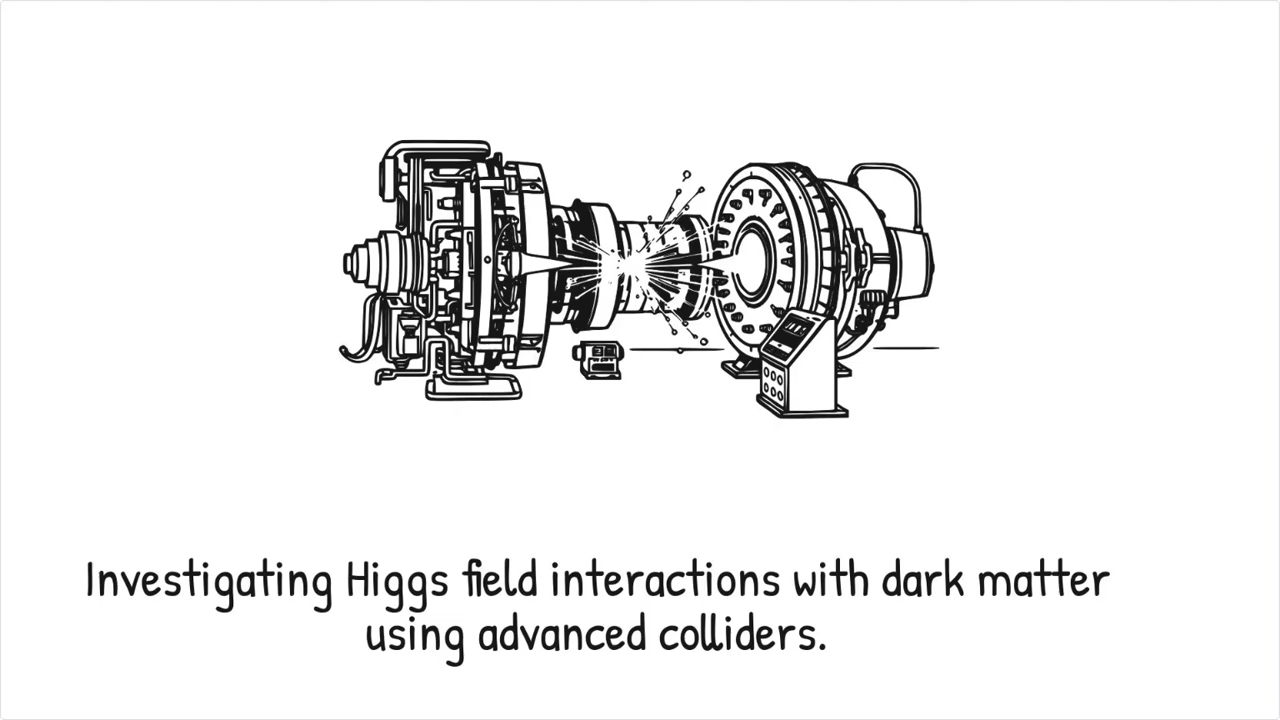 Investigating Higgs field interactions with dark matter
using advanced colliders.